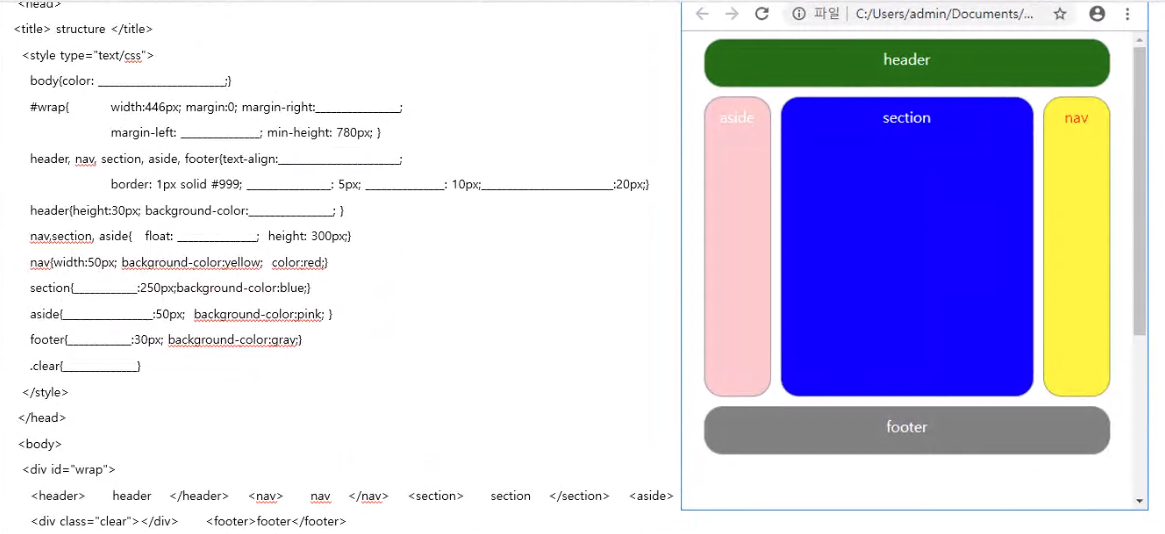 <head>
<title> structure </title>
<style type="text/css">
body{color: ______________________;}
#wrap{ width:446px; margin:0; margin-right:_______________;
margin-left: ______________; min-height: 780px; }
header, nav, section, aside, footer{text-align:_____________________;
border: 1px solid #999; _______________: 5px; ______________: 10px;_______________________:20px;}
header{height:30px; background-color:_______________; }
nav,section, aside{ float: ______________; height: 300px;}
nav{width:50px; background-color:yellow; color:red;}
section{___________:250px;background-color:blue;}
aside{________________:50px; background-color:pink; }
footer{___________:30px; background-color:gray;}
.clear{_____________}
</style>
</head>
<body>
<div id="wrap">
<header> header </header> <nav> nav </nav> <section> section </section> <aside>
<div class="clear"></div> <footer>footer</footer>
파일 C:/Users/admin/Documents/...
header
aside section nav
footer